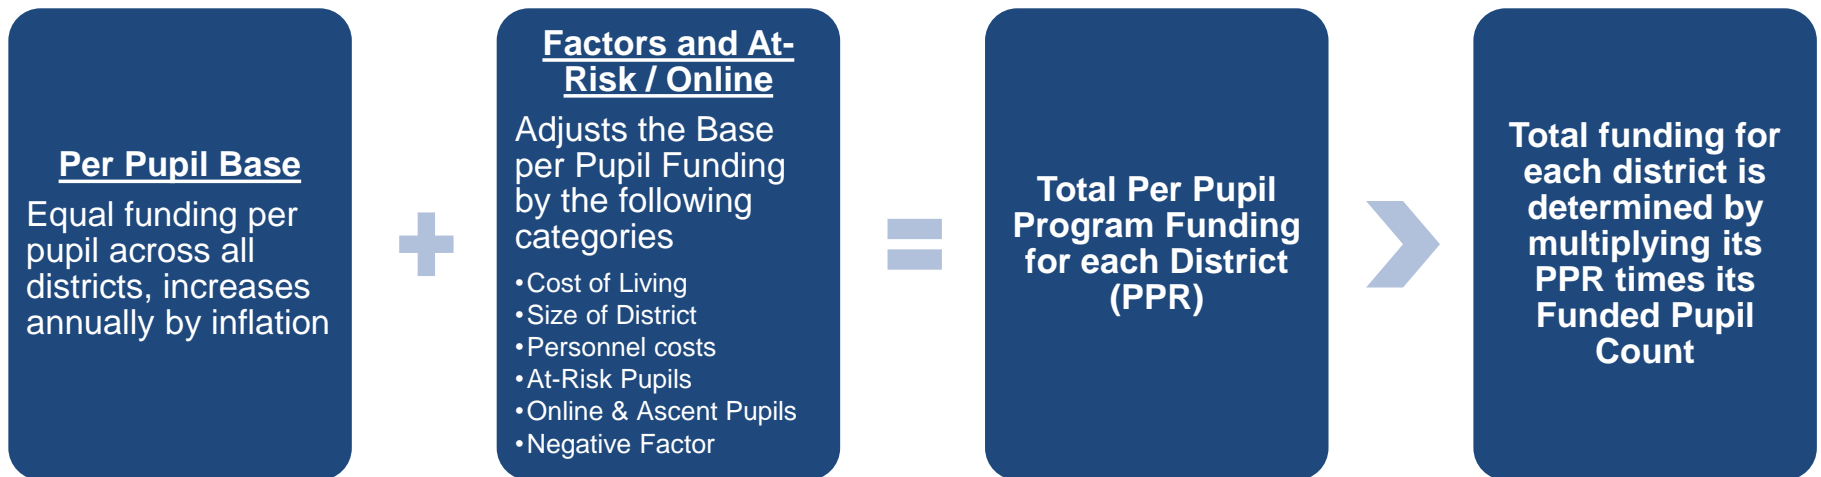 Per Pupil Base
Equal funding per
pupil across all
districts, increases
annually by inflation
Factors and At-
Risk / Online
Adjusts the Base
per Pupil Funding
by the following
categories
•Cost of Living
•Size of District
•Personnel costs
•At-Risk Pupils
•Online & Ascent Pupils
•Negative Factor
Total Per Pupil
Program Funding
for each District
(PPR)
Total funding for
each district is
determined by
multiplying its
PPR times its
Funded Pupil
Count